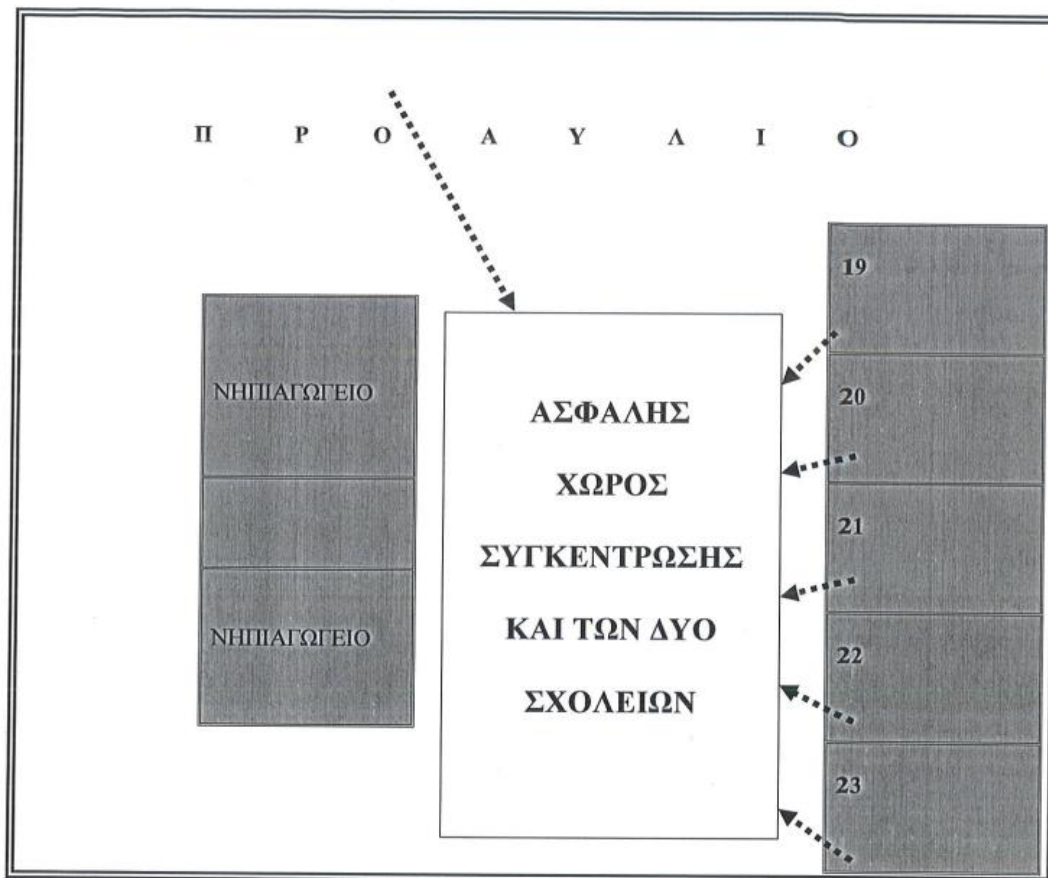 Π Ρ Ο Α Υ Λ Ι Ο
19
ΝΗΠΙΑΓΩΓΕΙΟ
20
ΑΣΦΑΛΗΣ
ΧΩΡΟΣ
21
ΣΥΓΚΕΝΤΡΩΣΗΣ
ΝΗΠΙΑΓΩΓΕΙΟ
ΚΑΙ ΤΩΝ ΔΥΟ
22
ΣΧΟΛΕΙΩΝ
23